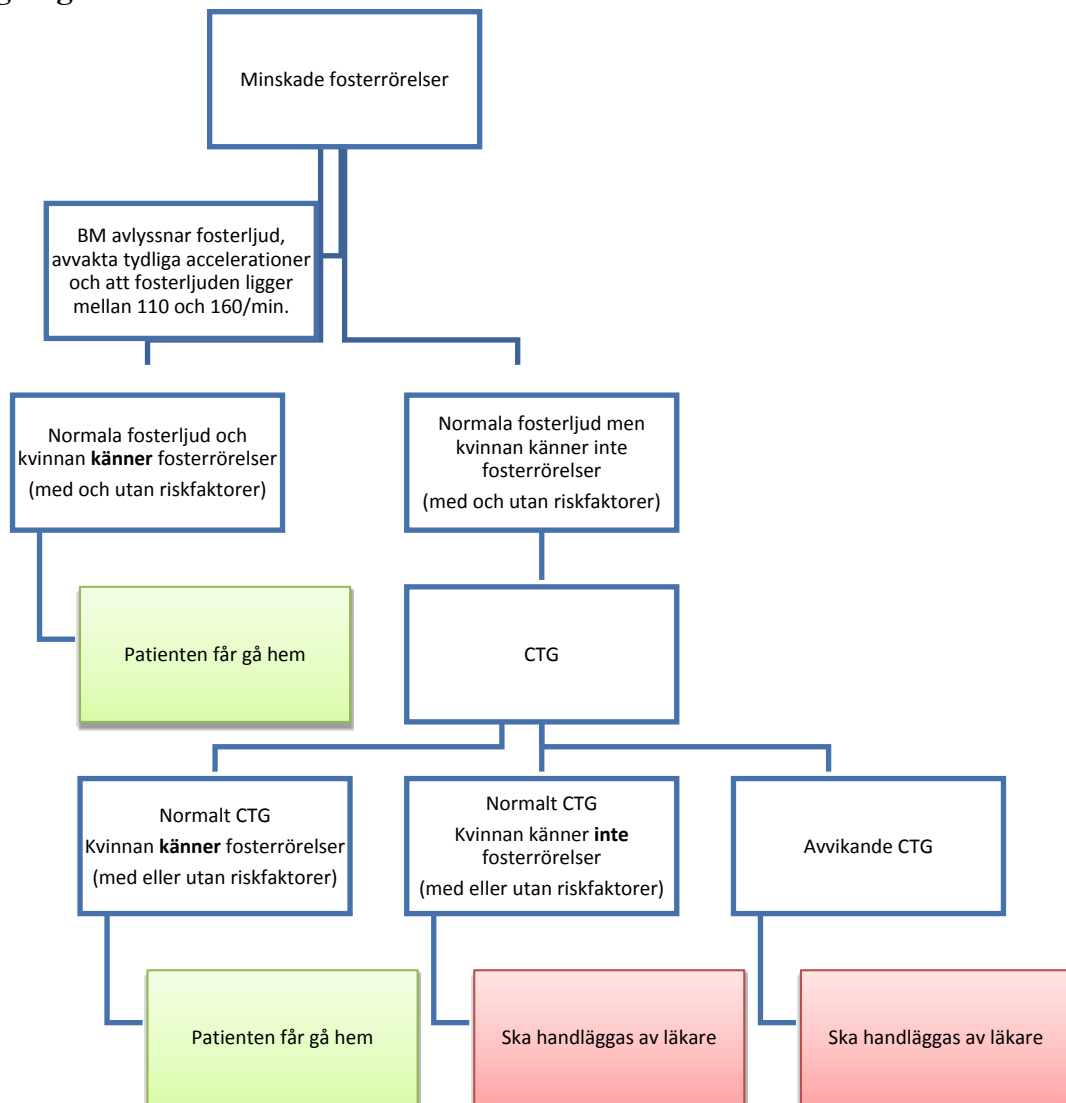 Minskade fosterrörelser
BM avlyssnar fosterljud,
avvakta tydliga accelerationer
och att fosterljuden ligger
mellan 110 och 160/min.
Normala fosterljud och
kvinnan känner fosterrörelser
(med och utan riskfaktorer)
Normala fosterljud men
kvinnan känner inte
fosterrörelser
(med och utan riskfaktorer)
Patienten får gå hem
CTG
Normalt CTG
Kvinnan känner fosterrörelser
(med eller utan riskfaktorer)
Normalt CTG
Kvinnan känner inte
fosterrörelser
(med eller utan riskfaktorer)
Avvikande CTG
Patienten får gå hem
Ska handläggas av läkare
Ska handläggas av läkare